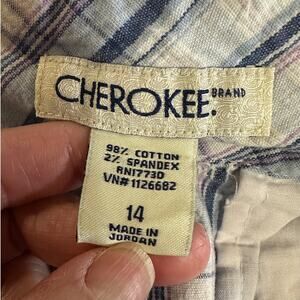 CHEROKEE. BRAND
98% COTTON
2% SPANDEX
RN17730
VN# 1126682
14
MADE IN
JORDAN